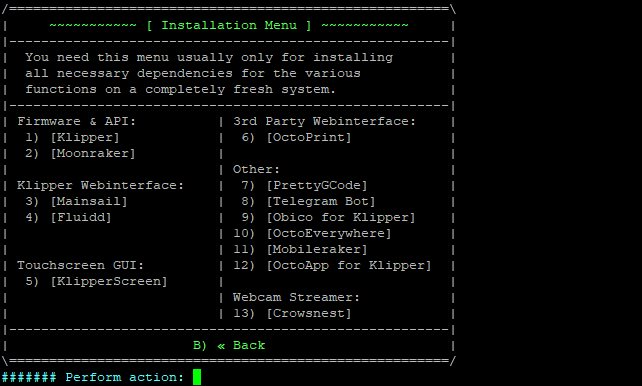 /=======================================================\
|     ~~~~~~~~~~~ [ Installation Menu ] ~~~~~~~~~~~     |
|-------------------------------------------------------|
|  You need this menu usually only for installing       |
|  all necessary dependencies for the various           |
|  functions on a completely fresh system.              |
|-------------------------------------------------------|
| Firmware & API:          | 3rd Party Webinterface:    |
|  1) [Klipper]            |  6) [OctoPrint]            |
|  2) [Moonraker]          |                            |
|                          | Other:                     |
| Klipper Webinterface:    |  7) [PrettyGCode]          |
|  3) [Mainsail]           |  8) [Telegram Bot]         |
|  4) [Fluidd]             |  9) [Obico for Klipper]    |
|                          | 10) [OctoEverywhere]       |
|                          | 11) [Mobileraker]          |
| Touchscreen GUI:         | 12) [OctoApp for Klipper]  |
|  5) [KlipperScreen]      |                            |
|                          | Webcam Streamer:           |
|                          | 13) [Crowsnest]            |
|-------------------------------------------------------|
|                       B) « Back                       |
\=======================================================/
####### Perform action: